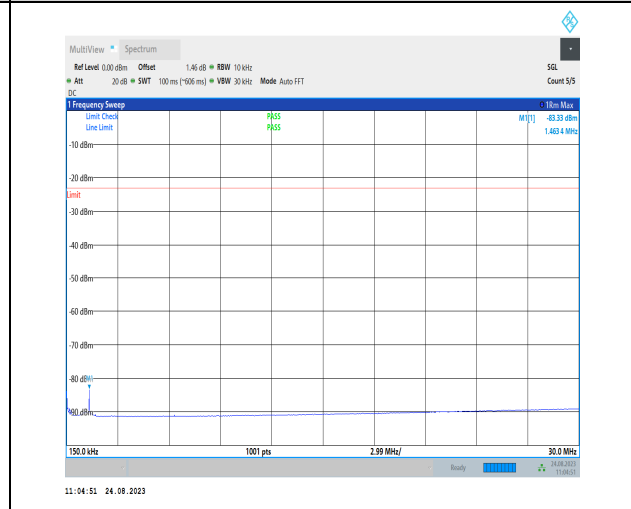 MultiView Spectrum
Ref Level 0.00 dBm Offset 1.46 dB RBW 10 kHz SGL
Att 20 dB SWT 100 ms (~606 ms) VBW 30 kHz Mode Auto FFT Count 5/5
DC
1 Frequency Sweep 1Rm Max
Limit Check PASS M1[1] -83.33 dBm
Line Limit PASS 1.463 4 MHz
-10 dBm
-20 dBm
Limit
-30 dBm
-40 dBm
-50 dBm
-60 dBm
-70 dBm
-80 dBm M1
-90 dBm
150.0 kHz 1001 pts 2.99 MHz/ 30.0 MHz
Ready 24.08.2023
11:04:51
11:04:51 24.08.2023